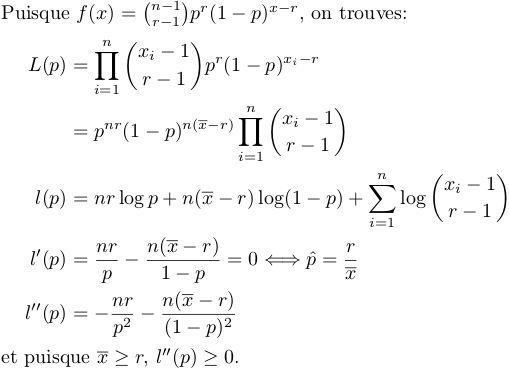 Puisque $f(x) = \binom{n-1}{r-1} p^r (1-p)^{x-r}$, on trouves:
$L(p) = \prod_{i=1}^{n} \binom{x_i - 1}{r - 1} p^r (1-p)^{x_i - r}$
$= p^{nr} (1-p)^{n(\overline{x}-r)} \prod_{i=1}^{n} \binom{x_i - 1}{r - 1}$
$l(p) = nr \log p + n(\overline{x} - r) \log(1-p) + \sum_{i=1}^{n} \log \binom{x_i - 1}{r - 1}$
$l'(p) = \frac{nr}{p} - \frac{n(\overline{x} - r)}{1-p} = 0 \Longleftrightarrow \hat{p} = \frac{r}{\overline{x}}$
$l''(p) = -\frac{nr}{p^2} - \frac{n(\overline{x} - r)}{(1-p)^2}$
et puisque $\overline{x} \geq r$, $l''(p) \geq 0$.